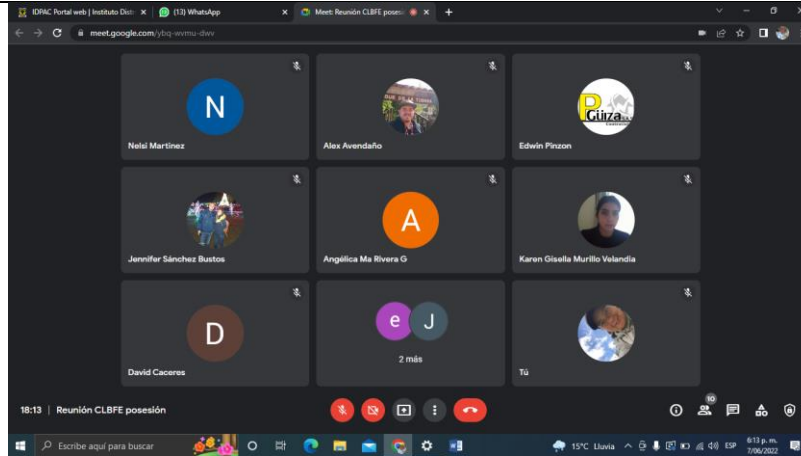 IDPAC Portal web | Instituto Distr
(13) WhatsApp
Meet: Reunión CLBFE posesi
meet.google.com/ybq-wvmu-dwv
N
Nelsi Martinez
Alex Avendaño
PGÜIZA
Edwin Pinzon
Jennifer Sánchez Bustos
A
Angélica Ma Rivera G
Karen Gisella Murillo Velandia
D
David Caceres
e J
2 más
Tú
18:13 | Reunión CLBFE posesión
10
Escribe aquí para buscar
15°C Lluvia
ESP
6:13 p. m.
7/06/2022